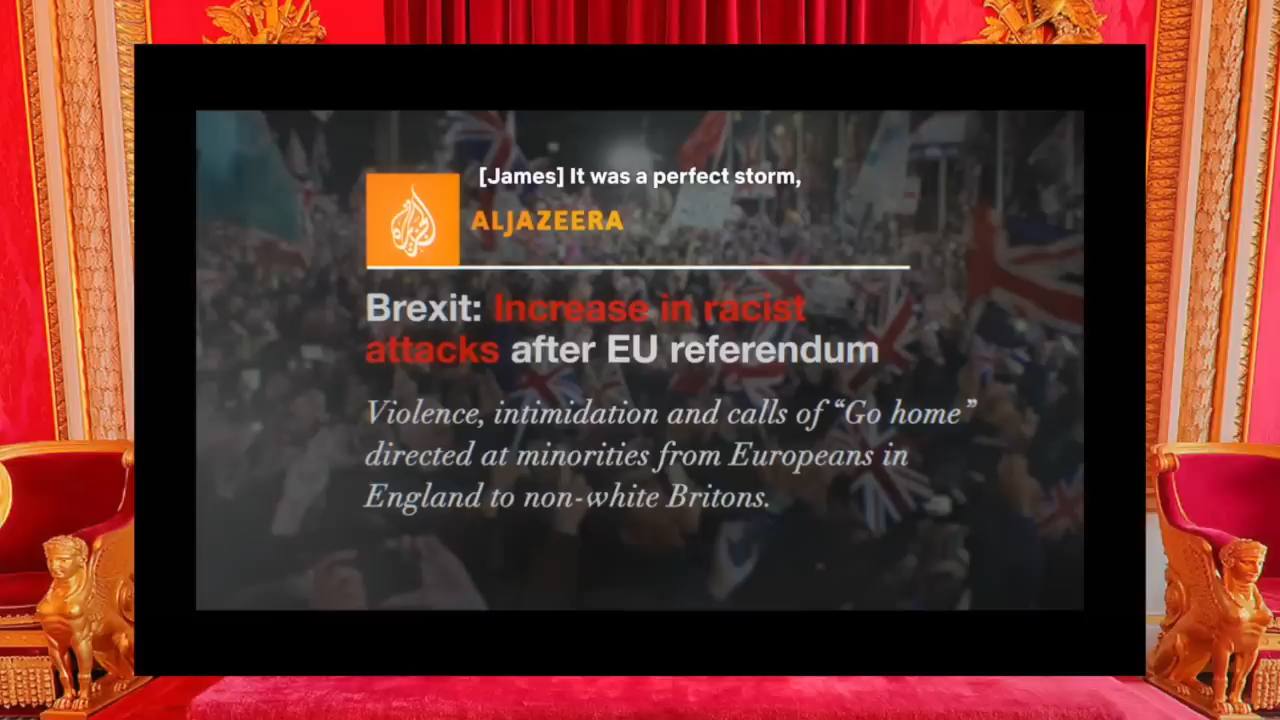 [James] It was a perfect storm,
ALJAZEERA
Brexit: Increase in racist
attacks after EU referendum
Violence, intimidation and calls of “Go home”
directed at minorities from Europeans in
England to non-white Britons.